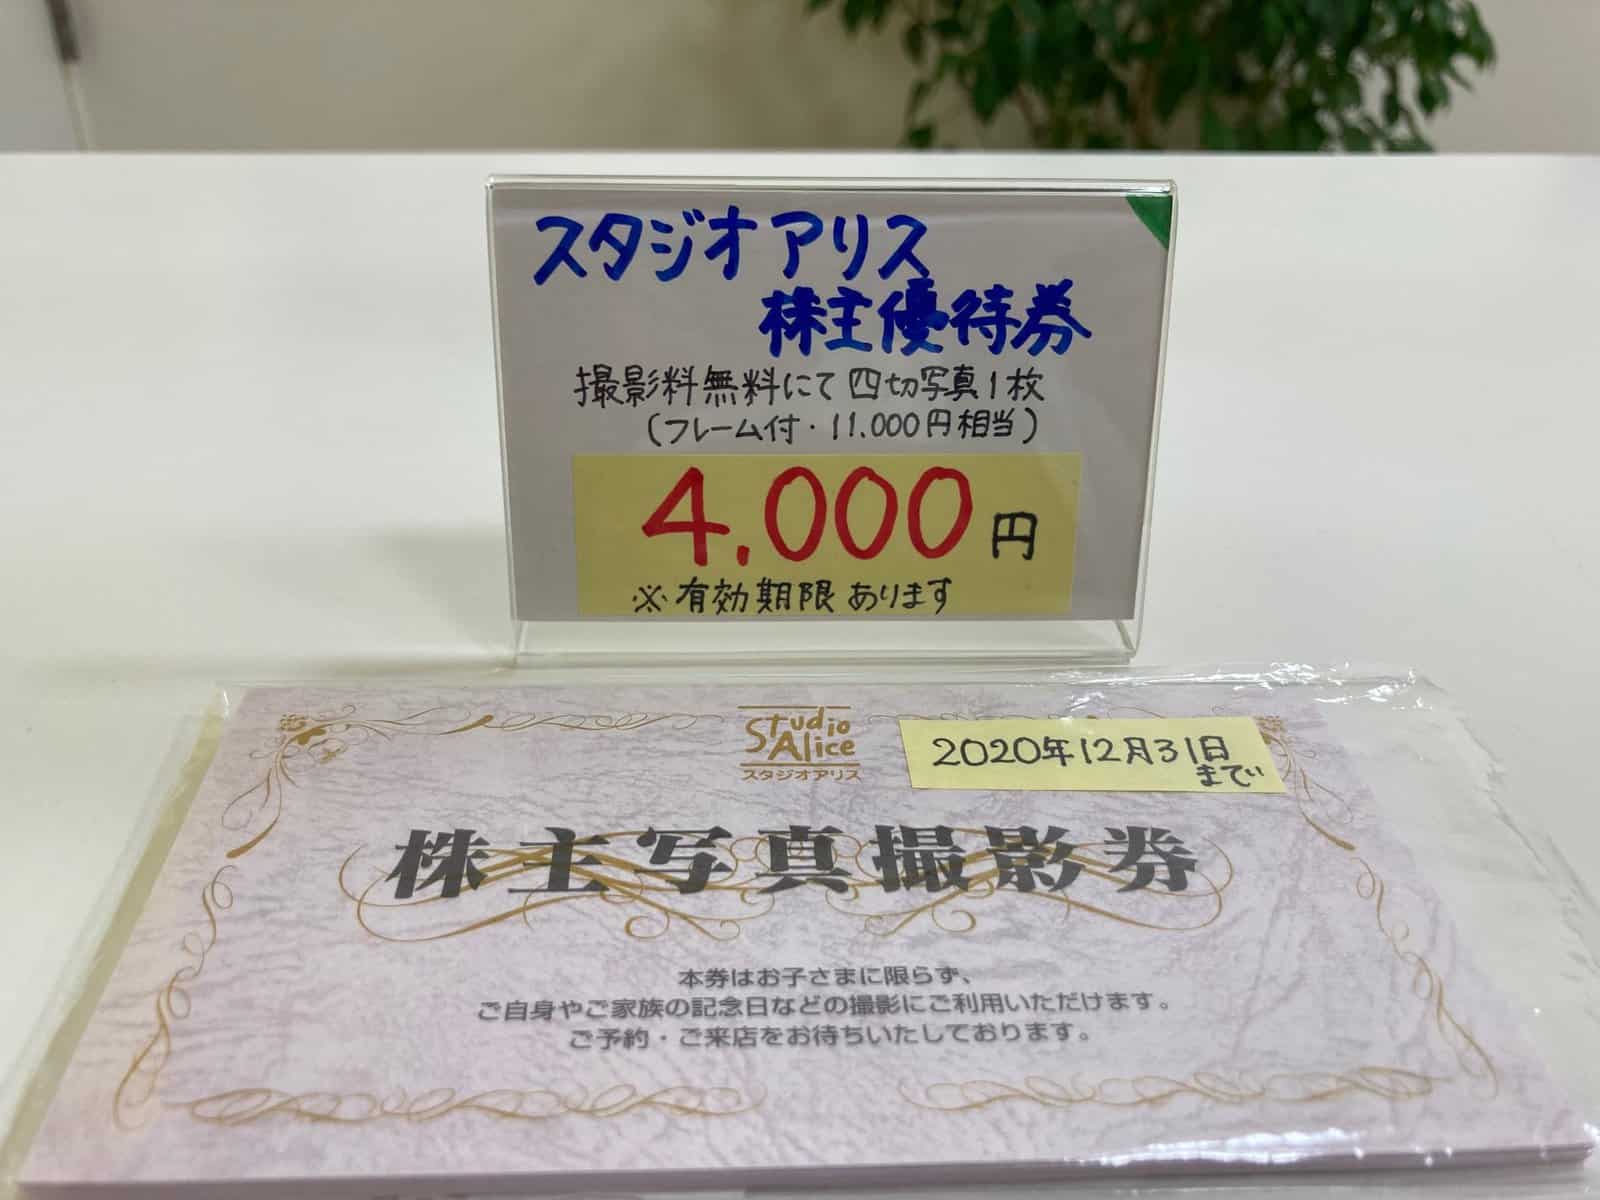 スタジオアリス
株主優待券
撮影料無料にて四切写真1枚
(フレーム付・11.000円相当)
4.000円
※有効期限あります
Studio
Alice
スタジオアリス
2020年12月31日
まで
株主写真撮影券
本券はお子さまに限らず、
ご自身やご家族の記念日などの撮影にご利用いただけます。
ご予約・ご来店をお待ちいたしております。